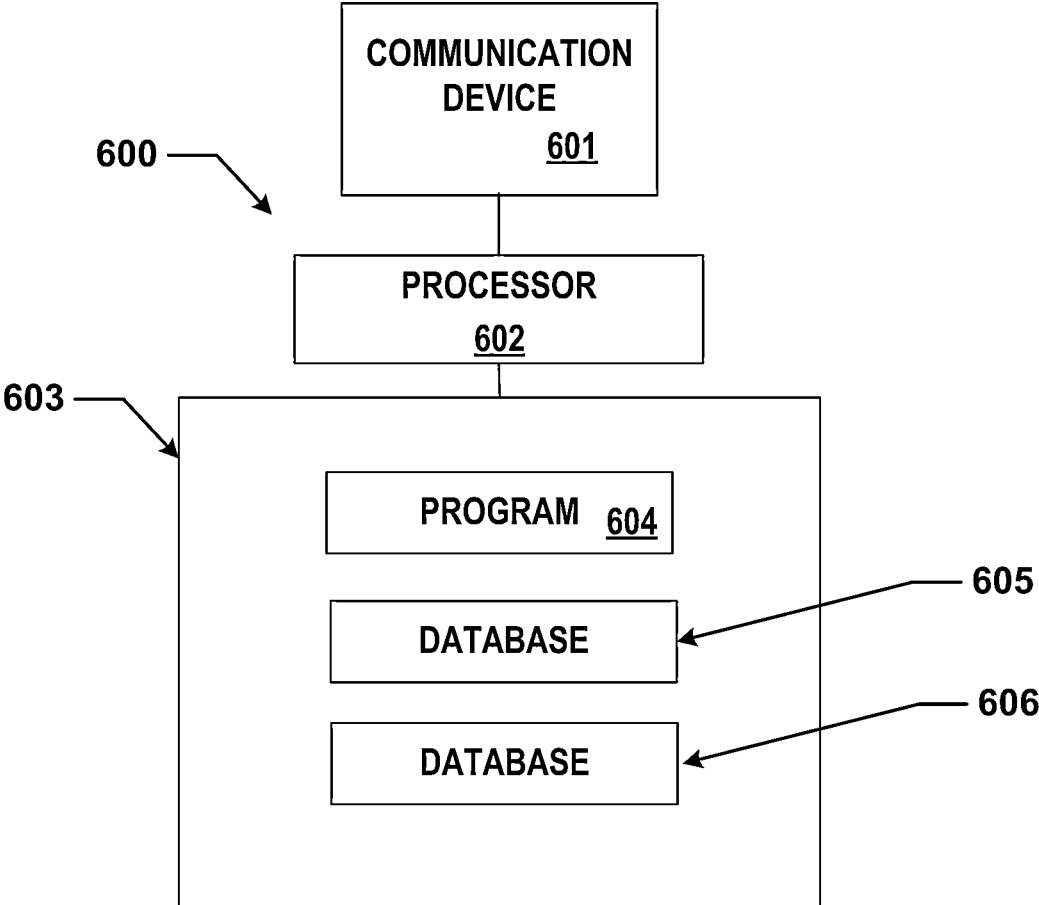 COMMUNICATION
DEVICE
601
600
PROCESSOR
602
603
PROGRAM 604
605
DATABASE
606
DATABASE